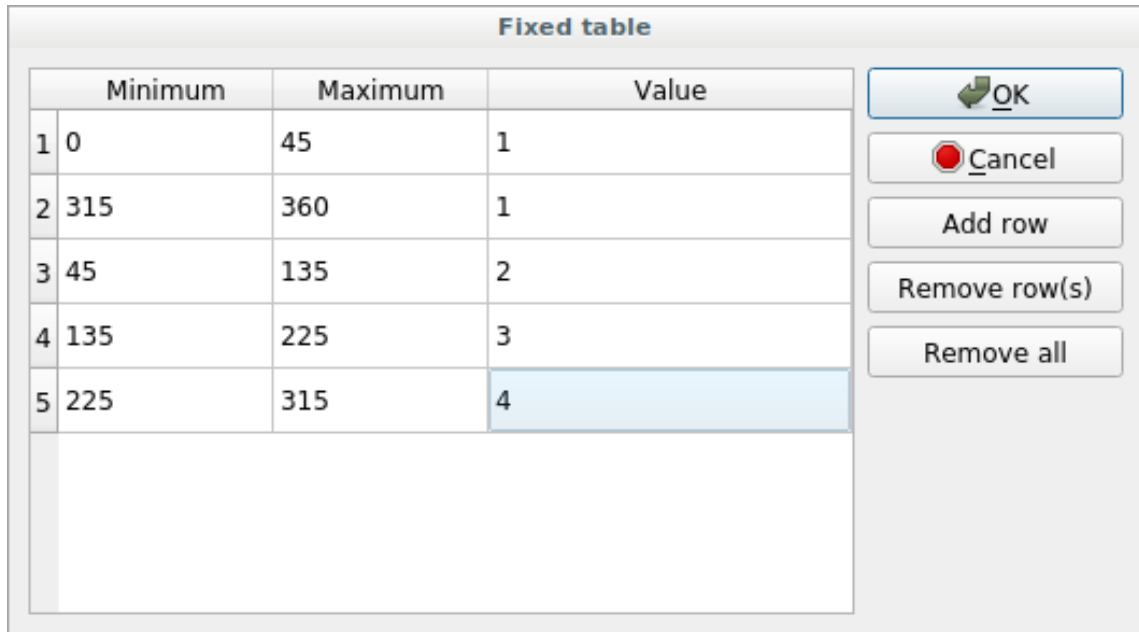 Fixed table
Minimum Maximum Value
1 0 45 1
2 315 360 1
3 45 135 2
4 135 225 3
5 225 315 4
OK
Cancel
Add row
Remove row(s)
Remove all